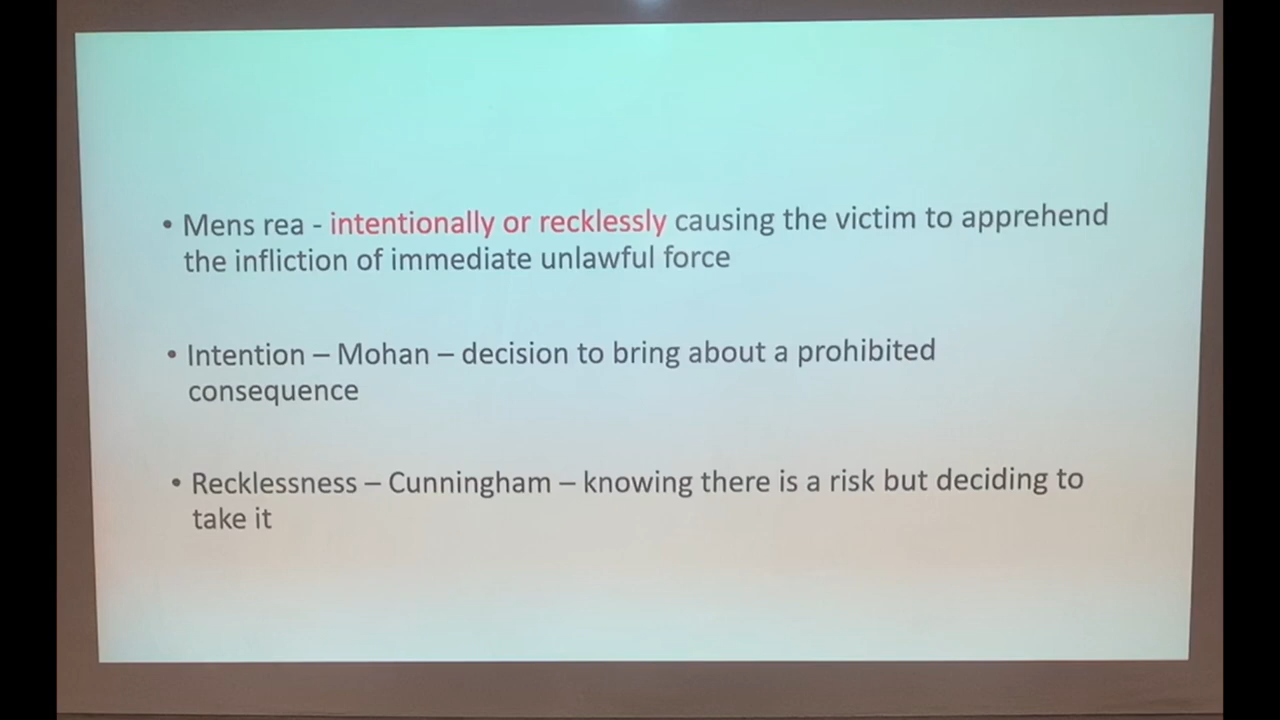 • Mens rea - intentionally or recklessly causing the victim to apprehend
the infliction of immediate unlawful force
• Intention – Mohan – decision to bring about a prohibited
consequence
• Recklessness – Cunningham – knowing there is a risk but deciding to
take it